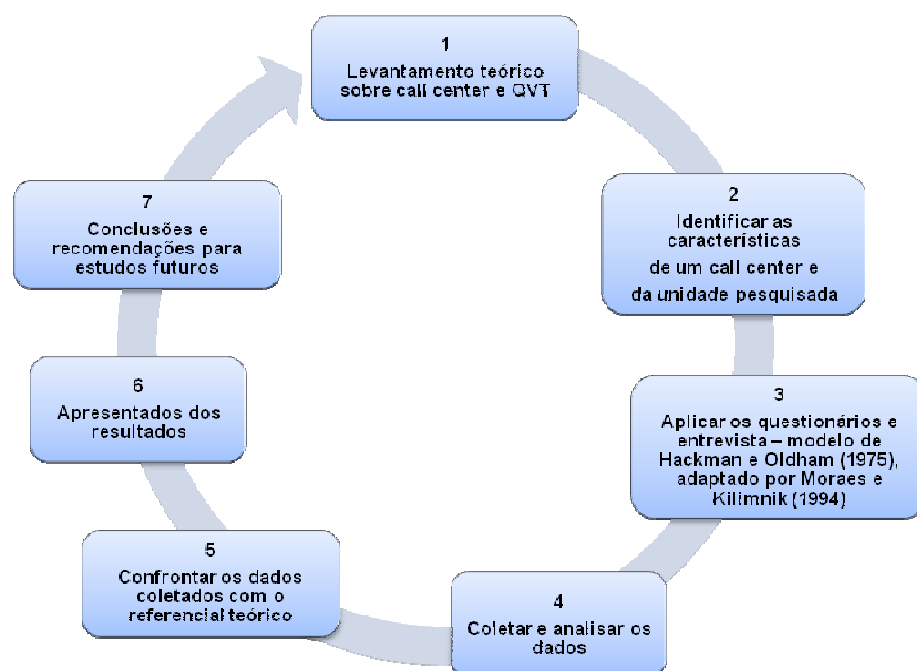 1
Levantamento teórico
sobre call center e QVT
2
Identificar as
características
de um call center e
da unidade pesquisada
3
Aplicar os questionários e
entrevista – modelo de
Hackman e Oldham (1975),
adaptado por Moraes e
Kilimnik (1994)
4
Coletar e analisar os
dados
5
Confrontar os dados
coletados com o
referencial teórico
6
Apresentados dos
resultados
7
Conclusões e
recomendações para
estudos futuros